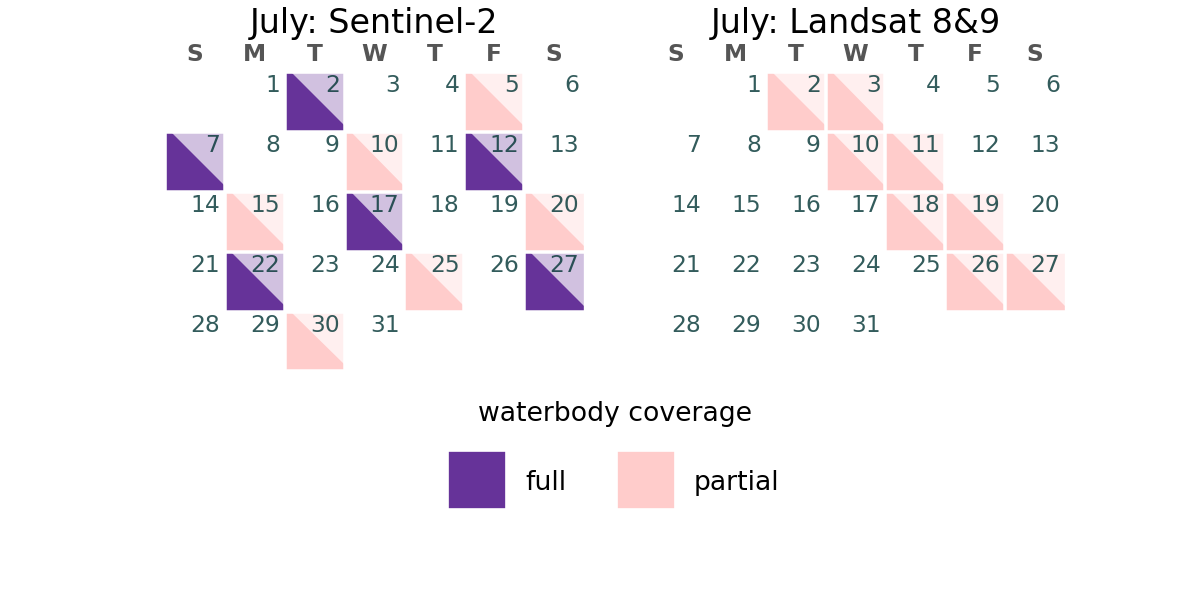 July: Sentinel-2
S M T W T F S
1 2 3 4 5 6
7 8 9 10 11 12 13
14 15 16 17 18 19 20
21 22 23 24 25 26 27
28 29 30 31
July: Landsat 8&9
S M T W T F S
1 2 3 4 5 6
7 8 9 10 11 12 13
14 15 16 17 18 19 20
21 22 23 24 25 26 27
28 29 30 31
waterbody coverage
full partial